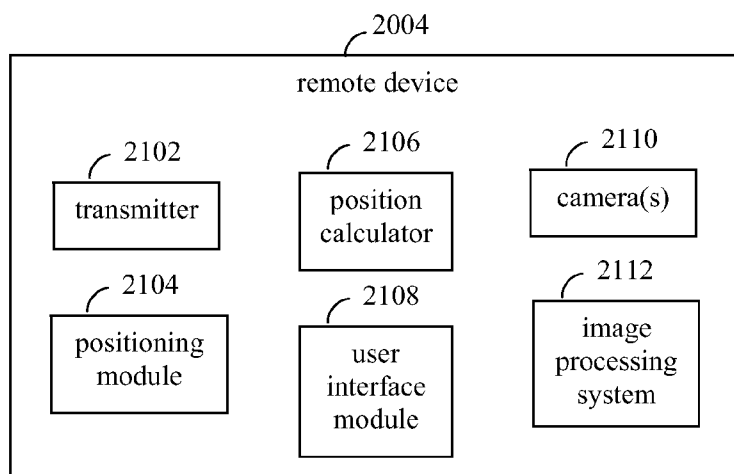 2004
remote device
2102
transmitter
2106
position
calculator
2110
camera(s)
2104
positioning
module
2108
user
interface
module
2112
image
processing
system